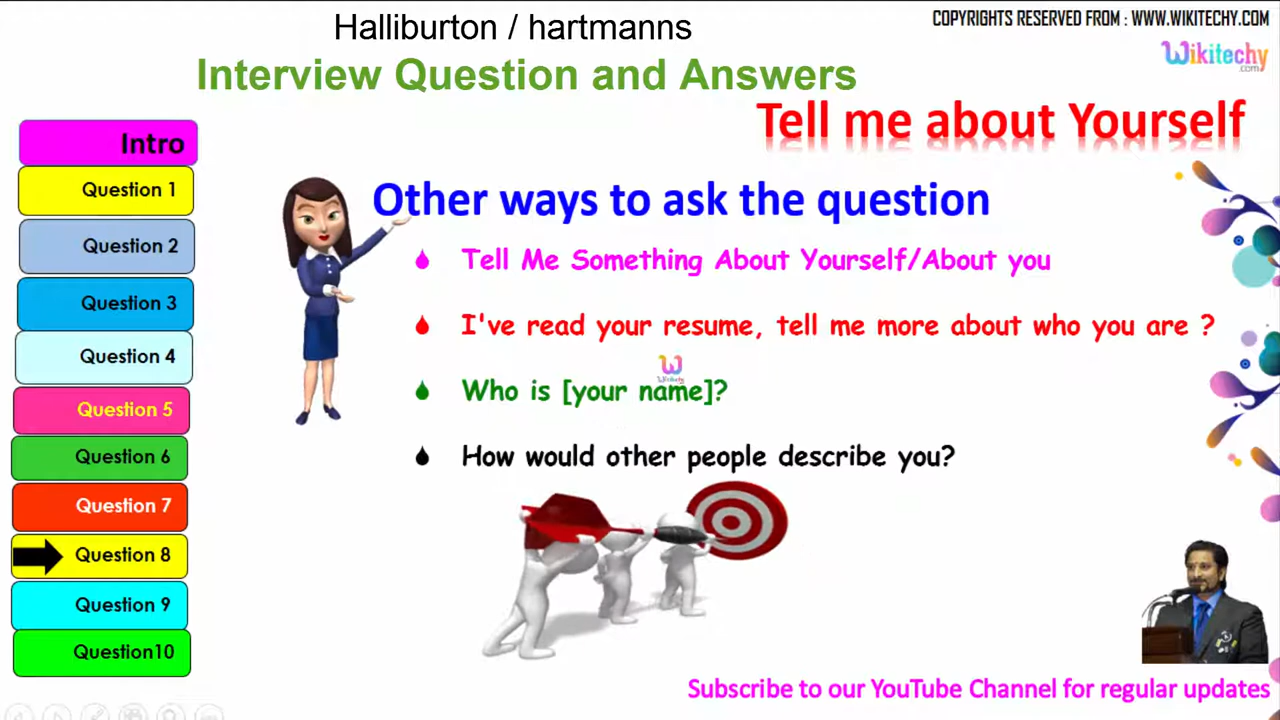 Halliburton / hartmanns
COPYRIGHTS RESERVED FROM : WWW.WIKITECHY.COM
Interview Question and Answers
Wikitechy
.com
Tell me about Yourself
Intro
Question 1
Question 2
Question 3
Question 4
Question 5
Question 6
Question 7
Question 8
Question 9
Question10
Other ways to ask the question
Tell Me Something About Yourself/About you
I've read your resume, tell me more about who you are ?
Wikitechy
Who is [your name]?
How would other people describe you?
Subscribe to our YouTube Channel for regular updates